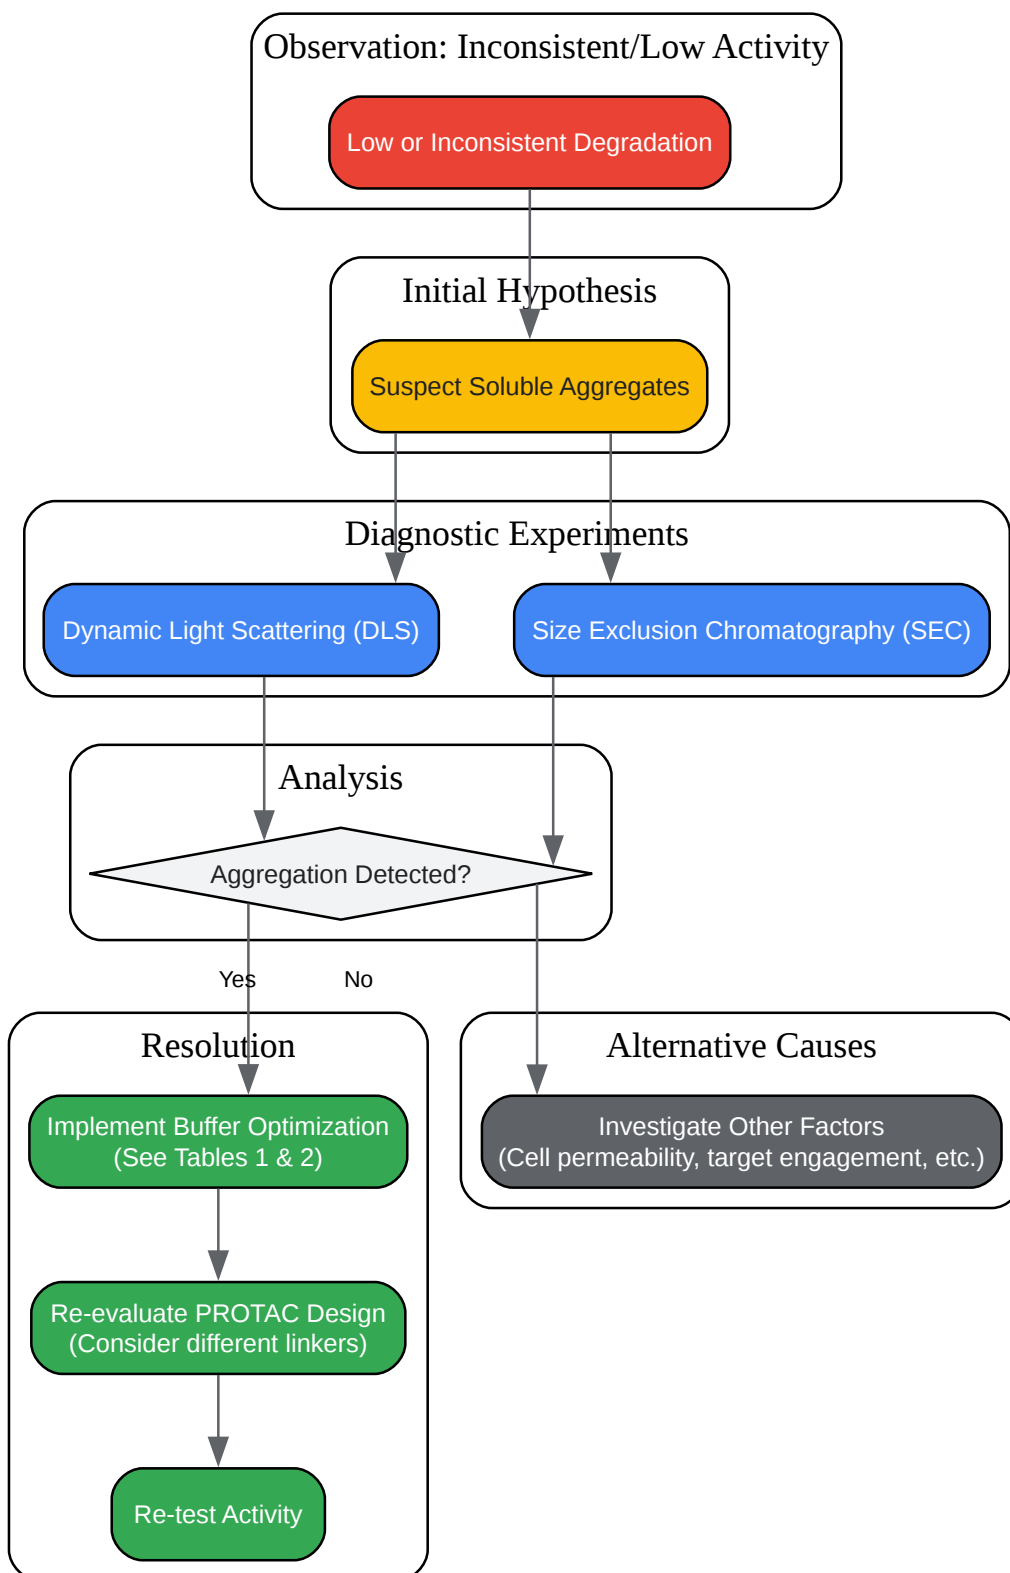 Observation: Inconsistent/Low Activity
Low or Inconsistent Degradation
Initial Hypothesis
Suspect Soluble Aggregates
Diagnostic Experiments
Dynamic Light Scattering (DLS)
Size Exclusion Chromatography (SEC)
Analysis
Aggregation Detected?
Yes
No
Resolution
Implement Buffer Optimization
(See Tables 1 & 2)
Re-evaluate PROTAC Design
(Consider different linkers)
Re-test Activity
Alternative Causes
Investigate Other Factors
(Cell permeability, target engagement, etc.)